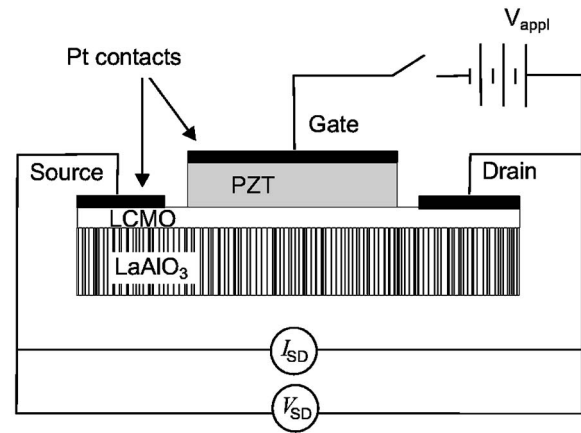 V_appl
Pt contacts
Gate
Source
PZT
Drain
LCMO
LaAlO₃
I_SD
V_SD